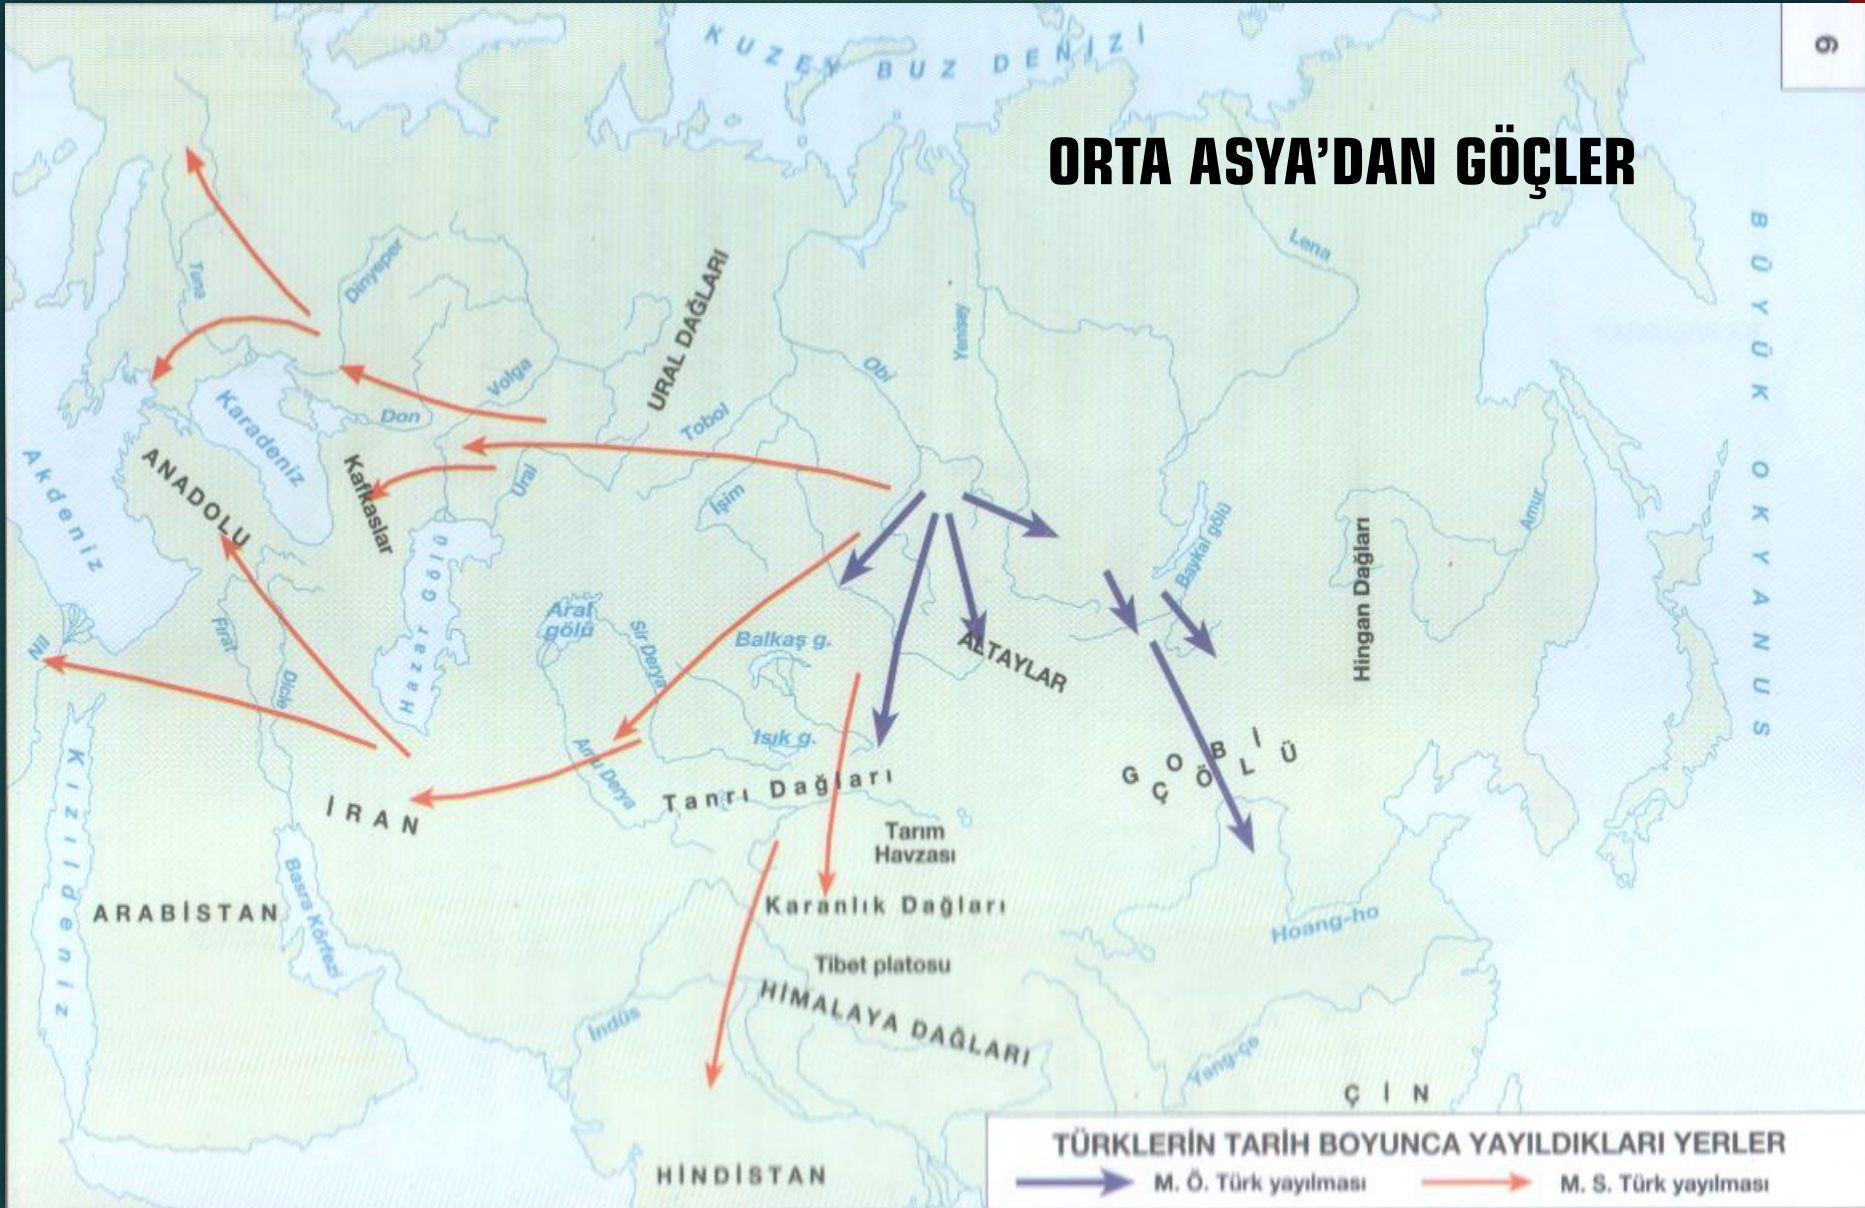 KUZEY BUZ DENİZİ
6
ORTA ASYA’DAN GÖÇLER
BÜYÜK OKYANUS
Lena
Tuna
Dinyeper
URAL DAĞLARI
Yenisey
Obi
Volga
Tobol
Don
Karadeniz
Akdeniz
ANADOLU
Kafkaslar
Ural
İşim
Baykal gölü
Amur
Hingan Dağları
Hazar Gölü
Aral
gölü
Sir Derya
Balkaş g.
ALTAYLAR
Nil
Fırat
Dicle
Isık g.
Amu Derya
Tanrı Dağları
GOBİ
ÇÖLÜ
İRAN
Tarım
Havzası
Kızıldeniz
Basra Körfezi
ARABİSTAN
Karanlık Dağları
Hoang-ho
Tibet platosu
HİMALAYA DAĞLARI
İndüs
Yang-çe
ÇİN
HİNDİSTAN
TÜRKLERİN TARİH BOYUNCA YAYILDIKLARI YERLER
M. Ö. Türk yayılması
M. S. Türk yayılması